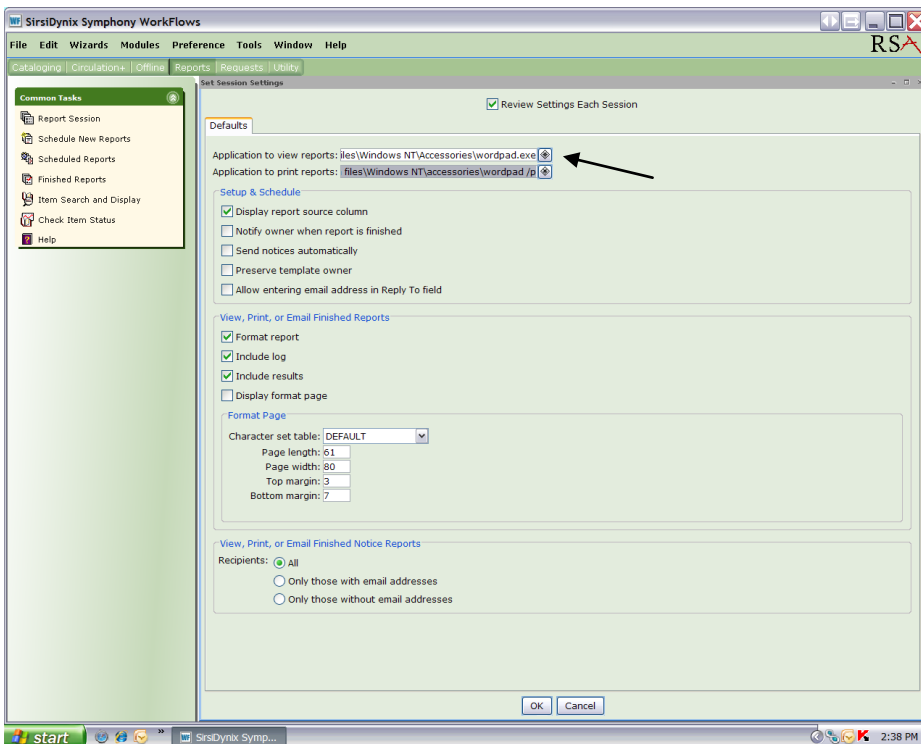 WF SirsiDynix Symphony WorkFlows
File Edit Wizards Modules Preference Tools Window Help
RSA
Cataloging Circulation+ Offline Reports Requests Utility
Set Session Settings
Common Tasks
Report Session
Schedule New Reports
Scheduled Reports
Finished Reports
Item Search and Display
Check Item Status
Help
Review Settings Each Session
Defaults
Application to view reports: iles\Windows NT\Accessories\wordpad.exe
Application to print reports: files\Windows NT\accessories\wordpad /p
Setup & Schedule
Display report source column
Notify owner when report is finished
Send notices automatically
Preserve template owner
Allow entering email address in Reply To field
View, Print, or Email Finished Reports
Format report
Include log
Include results
Display format page
Format Page
Character set table: DEFAULT
Page length: 61
Page width: 80
Top margin: 3
Bottom margin: 7
View, Print, or Email Finished Notice Reports
Recipients: All
Only those with email addresses
Only those without email addresses
OK Cancel
start WF SirsiDynix Symp... 2:38 PM